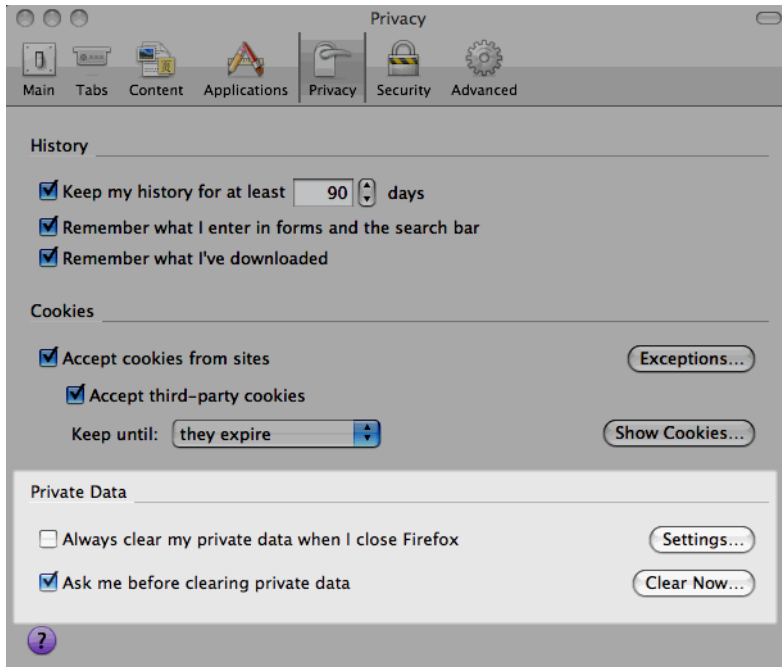 Privacy
Main Tabs Content Applications Privacy Security Advanced
History
Keep my history for at least 90 days
Remember what I enter in forms and the search bar
Remember what I've downloaded
Cookies
Accept cookies from sites Exceptions...
Accept third-party cookies
Keep until: they expire Show Cookies...
Private Data
Always clear my private data when I close Firefox Settings...
Ask me before clearing private data Clear Now...
?